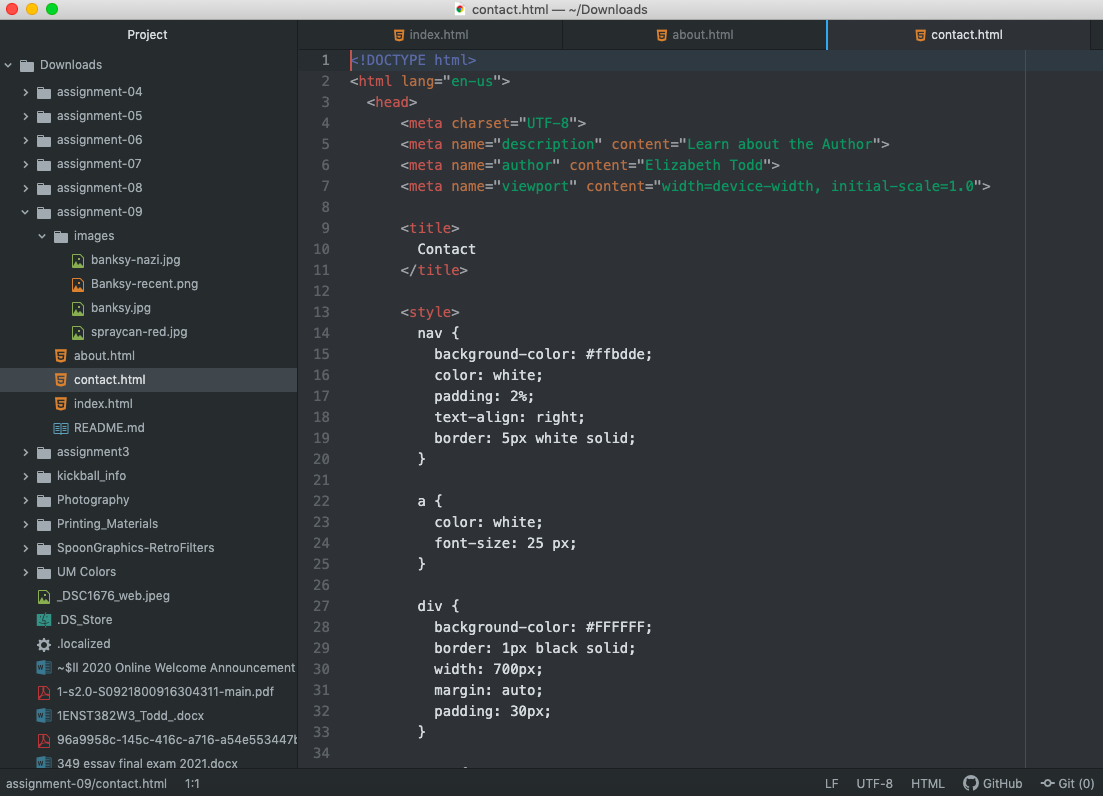 contact.html — ~/Downloads
Project
index.html
about.html
contact.html
Downloads
assignment-04
assignment-05
assignment-06
assignment-07
assignment-08
assignment-09
images
banksy-nazi.jpg
Banksy-recent.png
banksy.jpg
spraycan-red.jpg
about.html
contact.html
index.html
README.md
assignment3
kickball_info
Photography
Printing_Materials
SpoonGraphics-RetroFilters
UM Colors
_DSC1676_web.jpeg
.DS_Store
.localized
~$ll 2020 Online Welcome Announcement
1-s2.0-S0921800916304311-main.pdf
1ENST382W3_Todd_.docx
96a9958c-145c-416c-a716-a54e553447b
349 essay final exam 2021.docx
1 <!DOCTYPE html>
2 <html lang="en-us">
3 <head>
4 <meta charset="UTF-8">
5 <meta name="description" content="Learn about the Author">
6 <meta name="author" content="Elizabeth Todd">
7 <meta name="viewport" content="width=device-width, initial-scale=1.0">
8
9 <title>
10 Contact
11 </title>
12
13 <style>
14 nav {
15 background-color: #ffbdde;
16 color: white;
17 padding: 2%;
18 text-align: right;
19 border: 5px white solid;
20 }
21
22 a {
23 color: white;
24 font-size: 25 px;
25 }
26
27 div {
28 background-color: #FFFFFF;
29 border: 1px black solid;
30 width: 700px;
31 margin: auto;
32 padding: 30px;
33 }
34
assignment-09/contact.html 1:1 LF UTF-8 HTML GitHub Git (0)